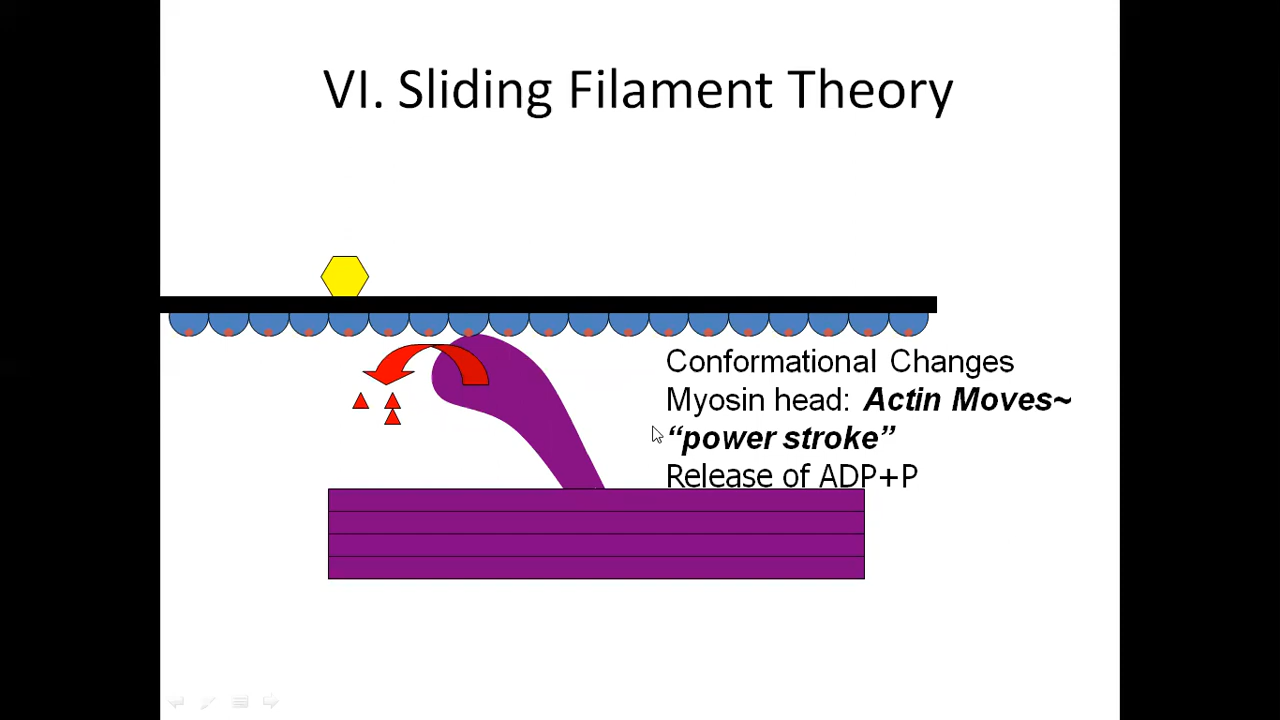 VI. Sliding Filament Theory
Conformational Changes
Myosin head: Actin Moves~
“power stroke”
Release of ADP+P